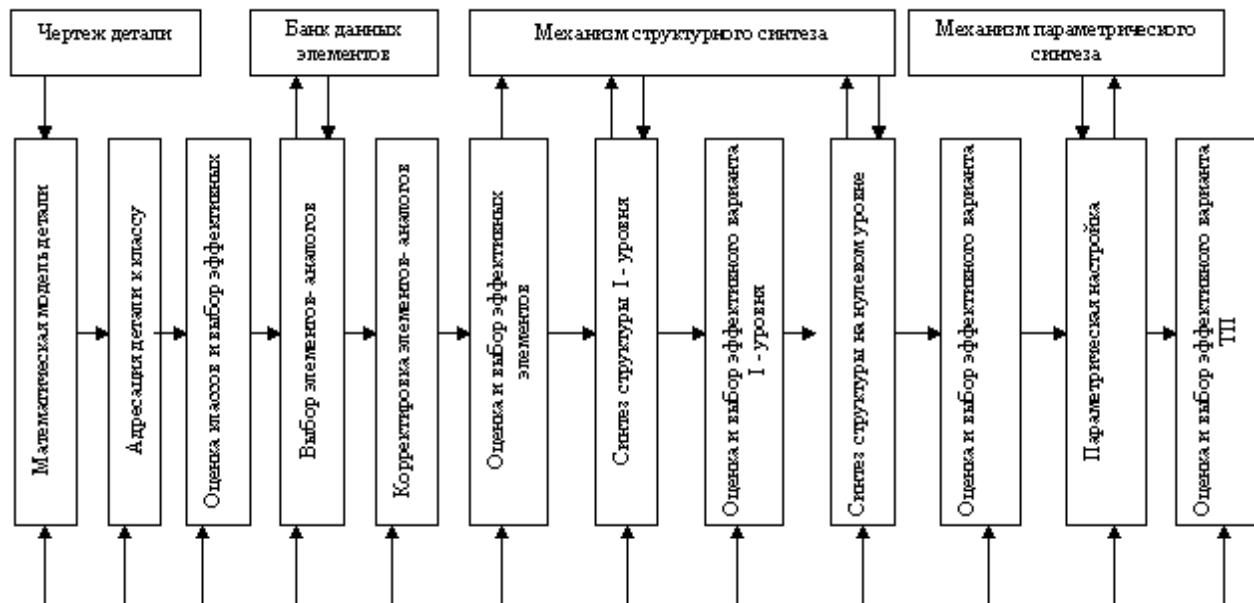 Чертеж детали
Банк данных
элементов
Механизм структурного синтеза
Механизм параметрического
синтеза
Математическая модель детали
Адресация детали к классу
Оценка классов и выбор эффективных
Выбор элементов- аналогов
Корректировка элементов- аналогов
Оценка и выбор эффективных
элементов
Синтез структуры I - уровня
Оценка и выбор эффективного варианта
I - уровня
Синтез структуры на нулевом уровне
Оценка и выбор эффективного варианта
Параметрическая настройка
Оценка и выбор эффективного варианта
ТП